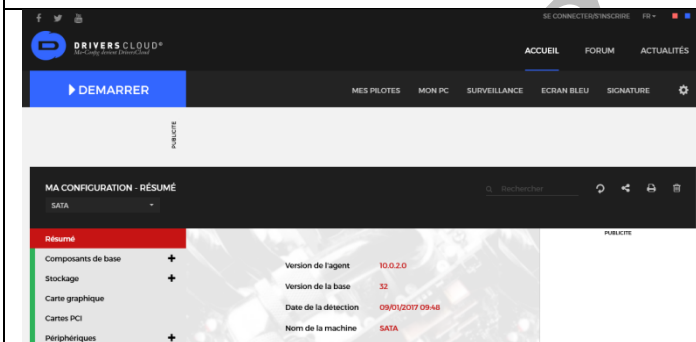 SE CONNECTER/S'INSCRIRE FR
DRIVERSCLOUD®
Ma-Config devient DriversCloud
ACCUEIL FORUM ACTUALITÉS
DEMARRER
MES PILOTES MON PC SURVEILLANCE ECRAN BLEU SIGNATURE
PUBLICITE
MA CONFIGURATION - RÉSUMÉ
Rechercher
SATA
PUBLICITE
Résumé
Composants de base +
Stockage +
Carte graphique
Cartes PCI
Périphériques +
Version de l'agent 10.0.2.0
Version de la base 32
Date de la détection 09/01/2017 09:48
Nom de la machine SATA